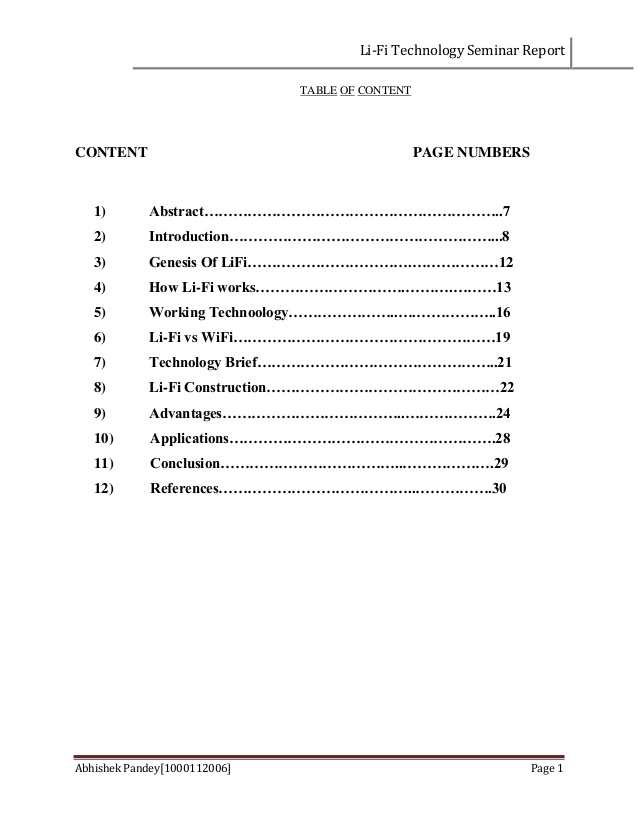 Li-Fi Technology Seminar Report
TABLE OF CONTENT
CONTENT PAGE NUMBERS
1) Abstract……………………………………………………..7
2) Introduction………………………………………………...8
3) Genesis Of LiFi……………………………………………12
4) How Li-Fi works……………………………………………13
5) Working Technoology…………………..………………….16
6) Li-Fi vs WiFi………………………………………………19
7) Technology Brief…………………………………………..21
8) Li-Fi Construction…………………………………………22
9) Advantages………………………………..……………….24
10) Applications……………………………………………….28
11) Conclusion………………………………..……………….29
12) References…………………………………..…………….30
Abhishek Pandey[1000112006] Page 1